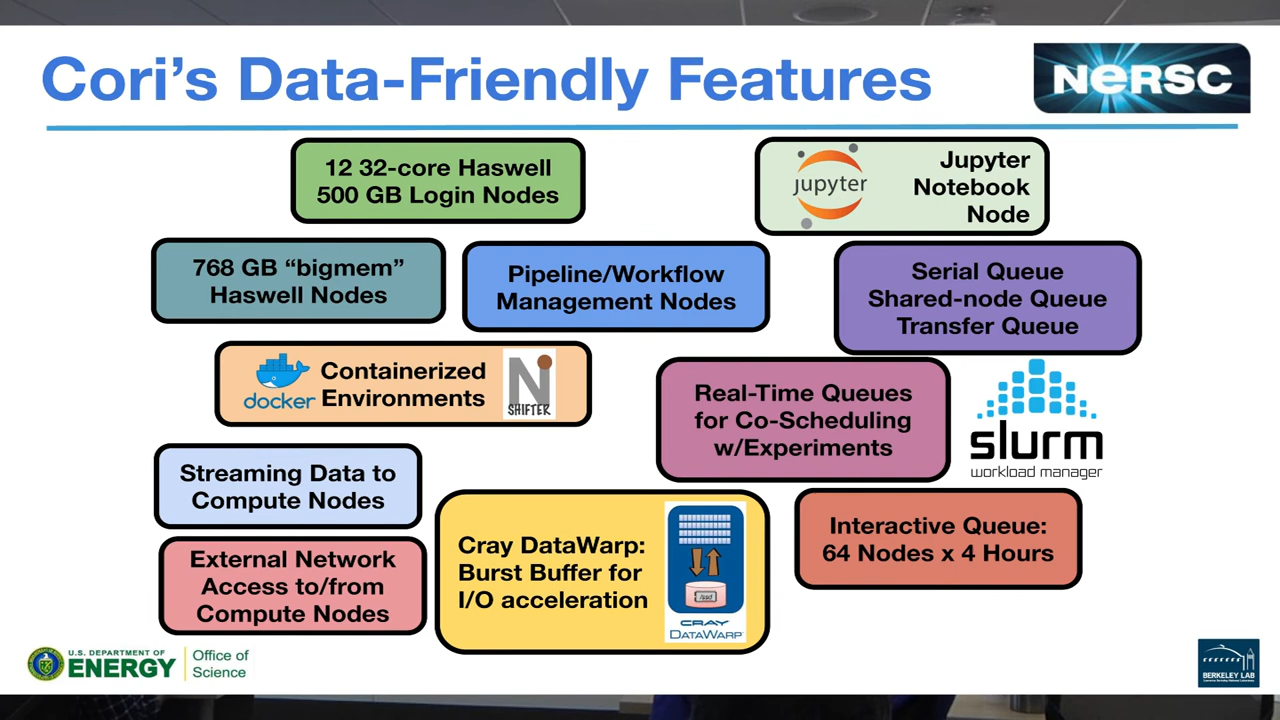 Cori's Data-Friendly Features
NERSC
12 32-core Haswell
500 GB Login Nodes
jupyter
Jupyter
Notebook
Node
768 GB “bigmem”
Haswell Nodes
Pipeline/Workflow
Management Nodes
Serial Queue
Shared-node Queue
Transfer Queue
docker
Containerized
Environments
N
SHIFTER
Real-Time Queues
for Co-Scheduling
w/Experiments
slurm
workload manager
Streaming Data to
Compute Nodes
External Network
Access to/from
Compute Nodes
Cray DataWarp:
Burst Buffer for
I/O acceleration
CRAY
DATAWARP
Interactive Queue:
64 Nodes x 4 Hours
U.S. DEPARTMENT OF
ENERGY
Office of
Science
BERKELEY LAB